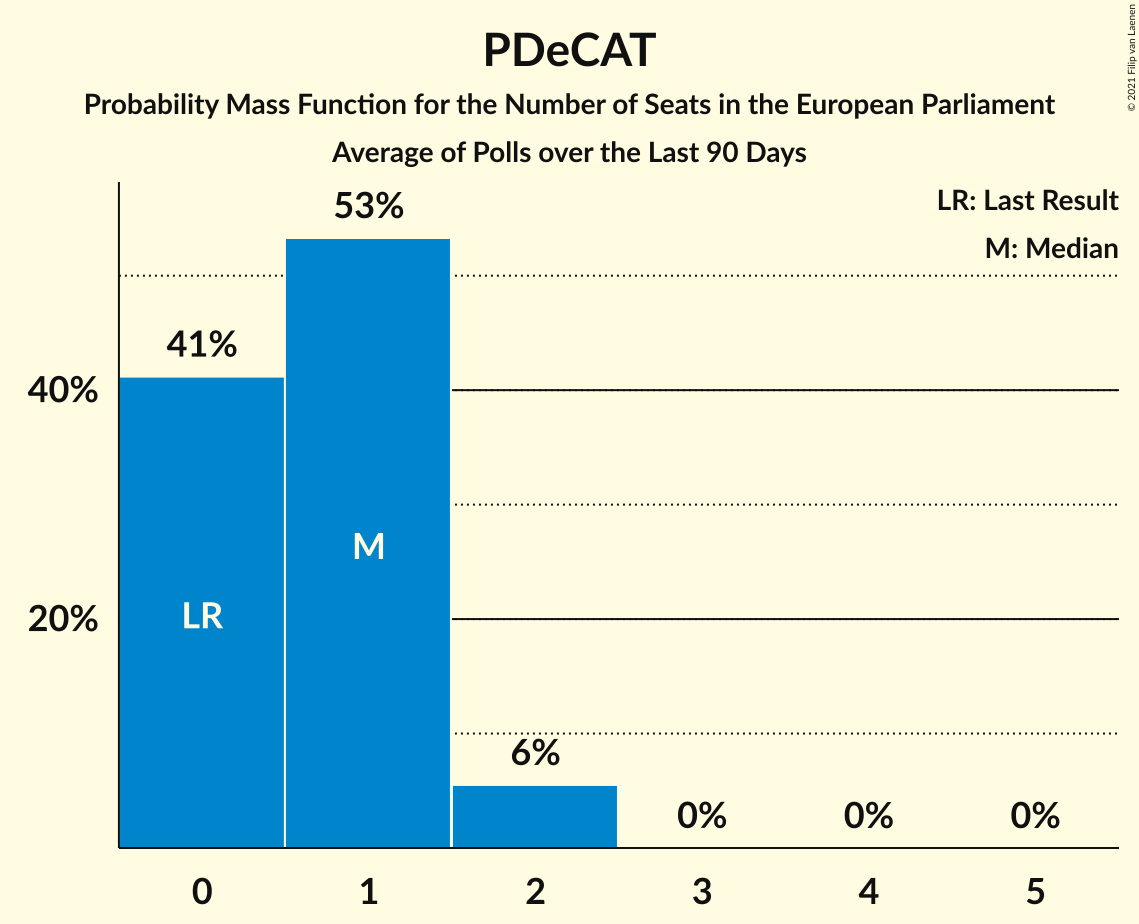 PDeCAT
Probability Mass Function for the Number of Seats in the European Parliament
Average of Polls over the Last 90 Days
© 2021 Filip van Laenen
LR: Last Result
M: Median
53%
41%
40%
M
LR
20%
6%
0%
0%
0%
0
1
2
3
4
5